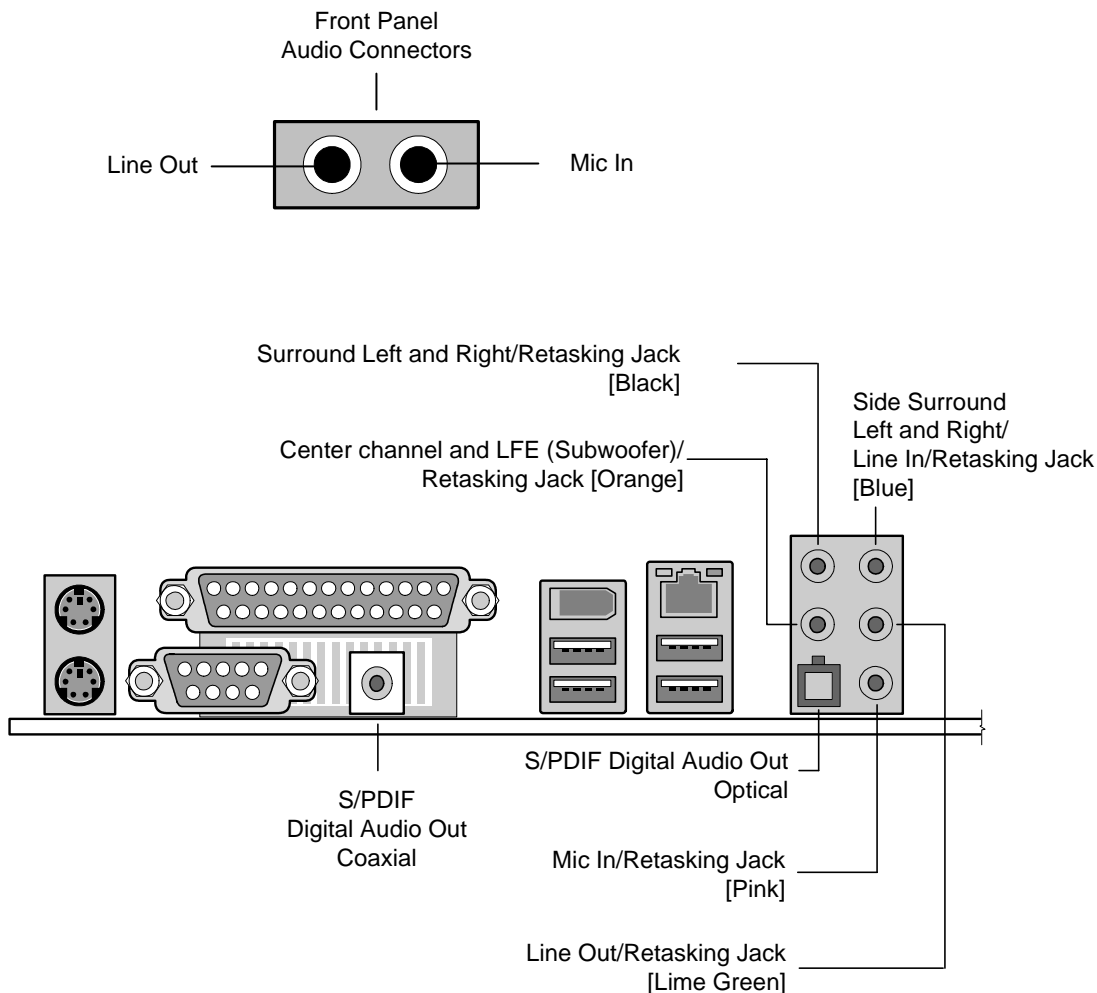 Front Panel
Audio Connectors
Line Out
Mic In
Surround Left and Right/Retasking Jack
[Black]
Side Surround
Left and Right/
Line In/Retasking Jack
[Blue]
Center channel and LFE (Subwoofer)/
Retasking Jack [Orange]
S/PDIF Digital Audio Out
Optical
S/PDIF
Digital Audio Out
Coaxial
Mic In/Retasking Jack
[Pink]
Line Out/Retasking Jack
[Lime Green]